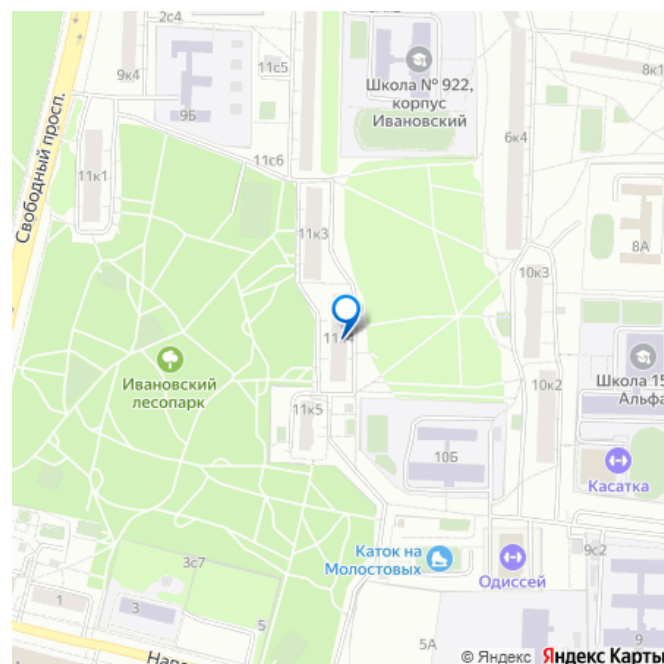 2с4
9к4
11с5
Школа № 922,
корпус
Ивановский
8к1
9Б
6к4
Свободный просп.
11с6
11к1
11к3
8А
10к3
Ивановский
лесопарк
Школа 15
Альфа
10к2
11к5
10Б
Касатка
Каток на
Молостовых
Одиссей
9с2
3с7
1
3
5
5А
9
© Яндекс Яндекс Карты